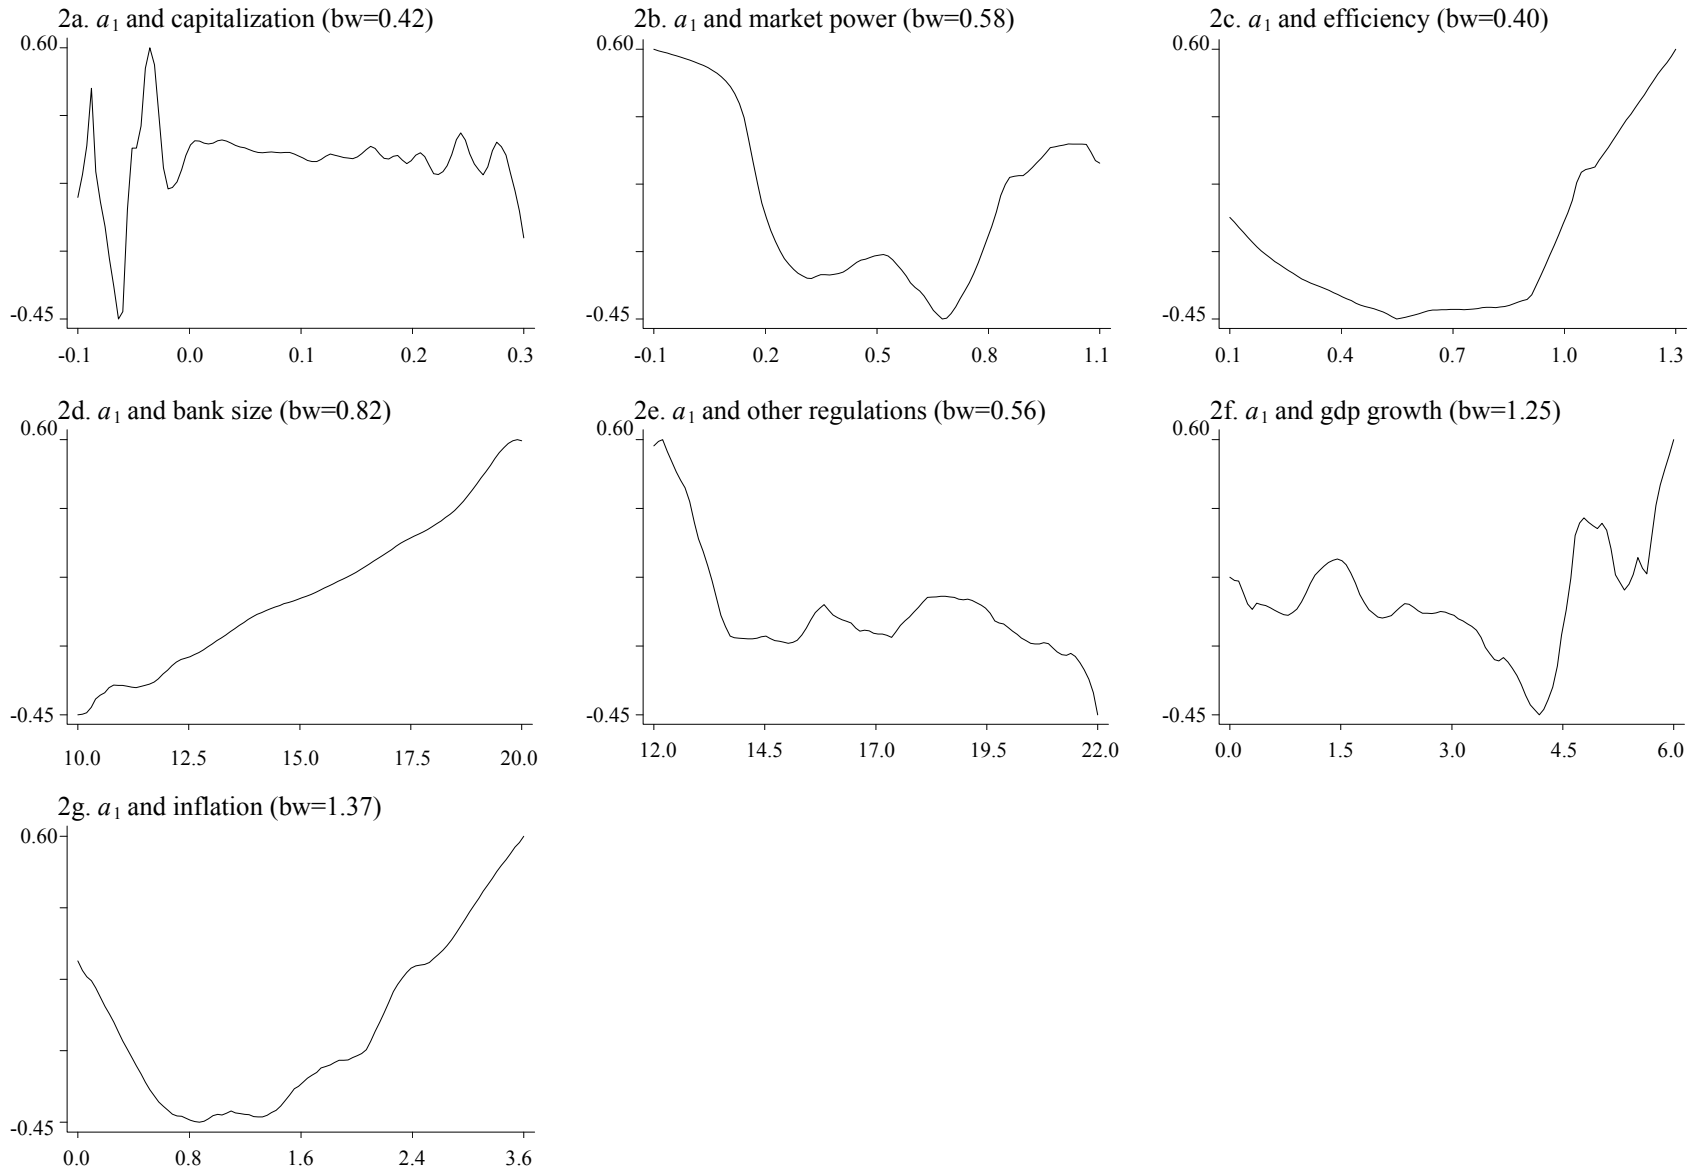 2a. a1 and capitalization (bw=0.42)
0.60
-0.45
-0.1 0.0 0.1 0.2 0.3
2b. a1 and market power (bw=0.58)
0.60
-0.45
-0.1 0.2 0.5 0.8 1.1
2c. a1 and efficiency (bw=0.40)
0.60
-0.45
0.1 0.4 0.7 1.0 1.3
2d. a1 and bank size (bw=0.82)
0.60
-0.45
10.0 12.5 15.0 17.5 20.0
2e. a1 and other regulations (bw=0.56)
0.60
-0.45
12.0 14.5 17.0 19.5 22.0
2f. a1 and gdp growth (bw=1.25)
0.60
-0.45
0.0 1.5 3.0 4.5 6.0
2g. a1 and inflation (bw=1.37)
0.60
-0.45
0.0 0.8 1.6 2.4 3.6